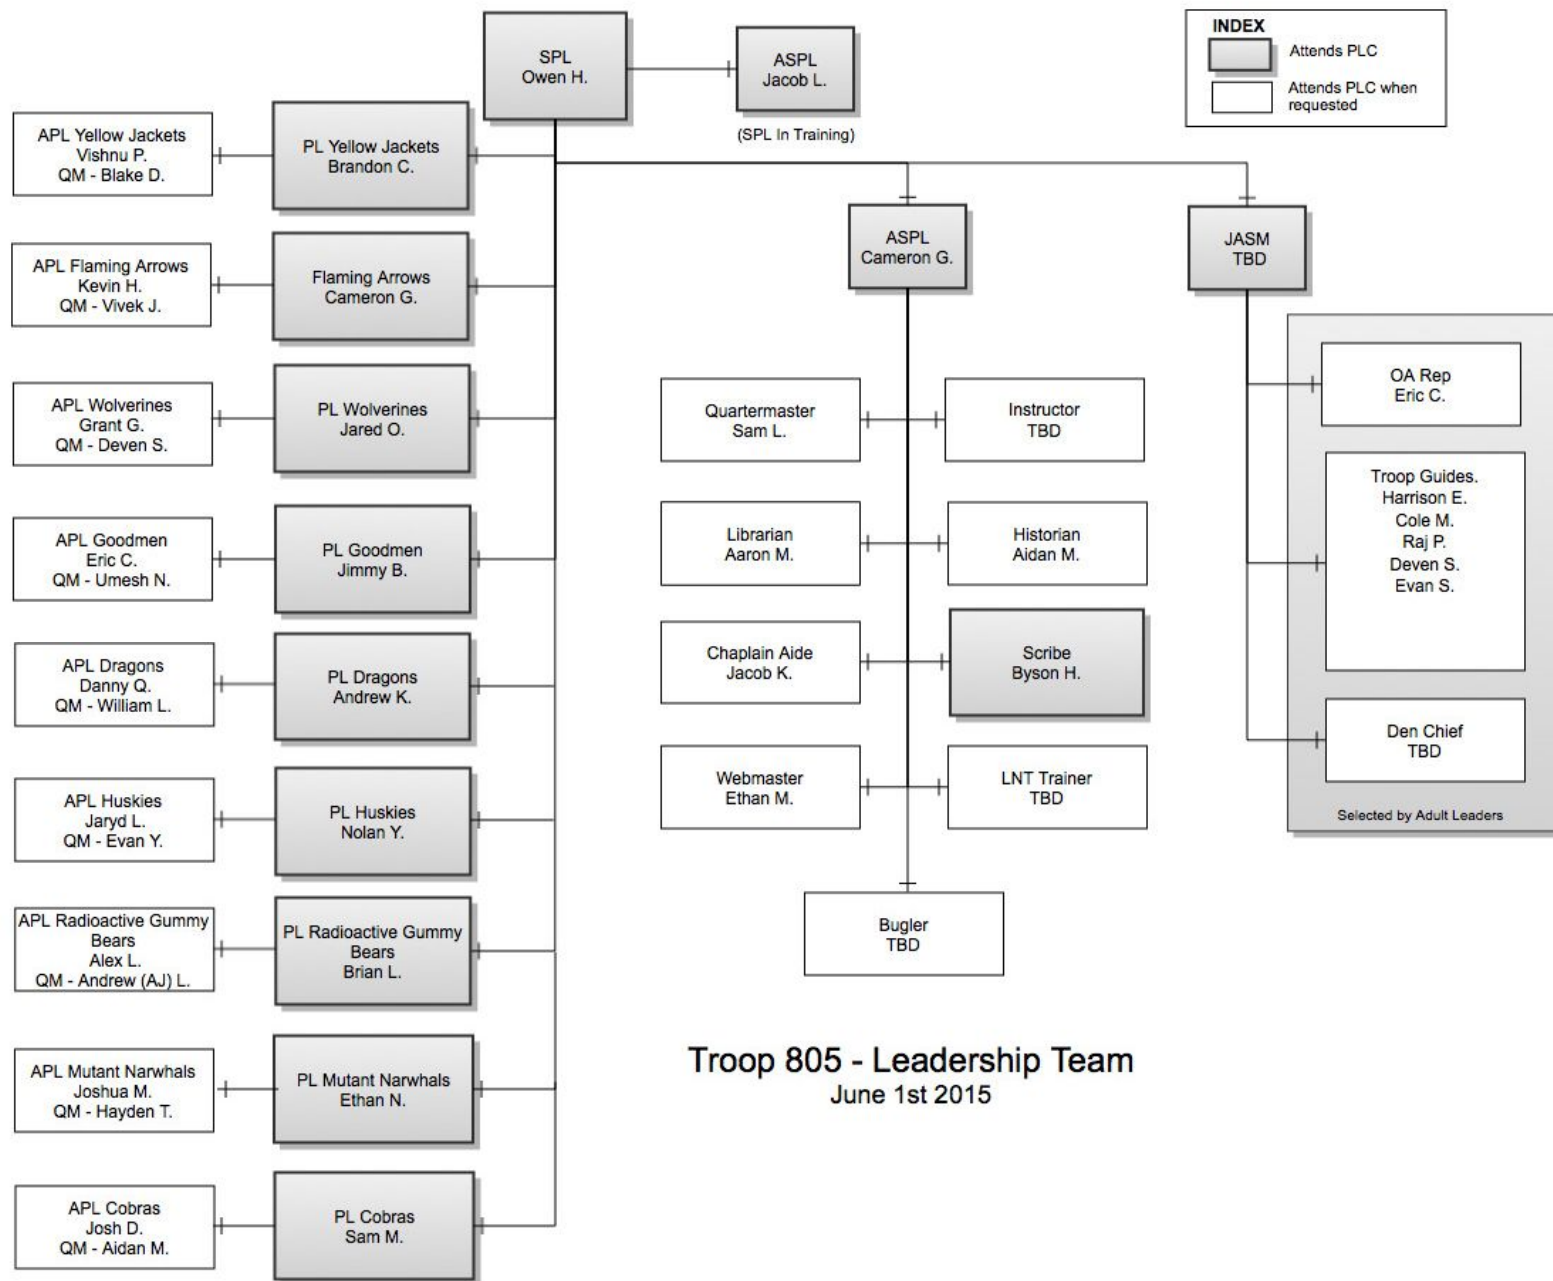 SPL
Owen H.
ASPL
Jacob L.
(SPL In Training)
INDEX
Attends PLC
Attends PLC when
requested
APL Yellow Jackets
Vishnu P.
QM - Blake D.
PL Yellow Jackets
Brandon C.
APL Flaming Arrows
Kevin H.
QM - Vivek J.
Flaming Arrows
Cameron G.
APL Wolverines
Grant G.
QM - Deven S.
PL Wolverines
Jared O.
APL Goodmen
Eric C.
QM - Umesh N.
PL Goodmen
Jimmy B.
APL Dragons
Danny Q.
QM - William L.
PL Dragons
Andrew K.
APL Huskies
Jaryd L.
QM - Evan Y.
PL Huskies
Nolan Y.
APL Radioactive Gummy
Bears
Alex L.
QM - Andrew (AJ) L.
PL Radioactive Gummy
Bears
Brian L.
APL Mutant Narwhals
Joshua M.
QM - Hayden T.
PL Mutant Narwhals
Ethan N.
APL Cobras
Josh D.
QM - Aidan M.
PL Cobras
Sam M.
ASPL
Cameron G.
Quartermaster
Sam L.
Instructor
TBD
Librarian
Aaron M.
Historian
Aidan M.
Chaplain Aide
Jacob K.
Scribe
Byson H.
Webmaster
Ethan M.
LNT Trainer
TBD
Bugler
TBD
JASM
TBD
OA Rep
Eric C.
Troop Guides.
Harrison E.
Cole M.
Raj P.
Deven S.
Evan S.
Den Chief
TBD
Selected by Adult Leaders
Troop 805 - Leadership Team
June 1st 2015